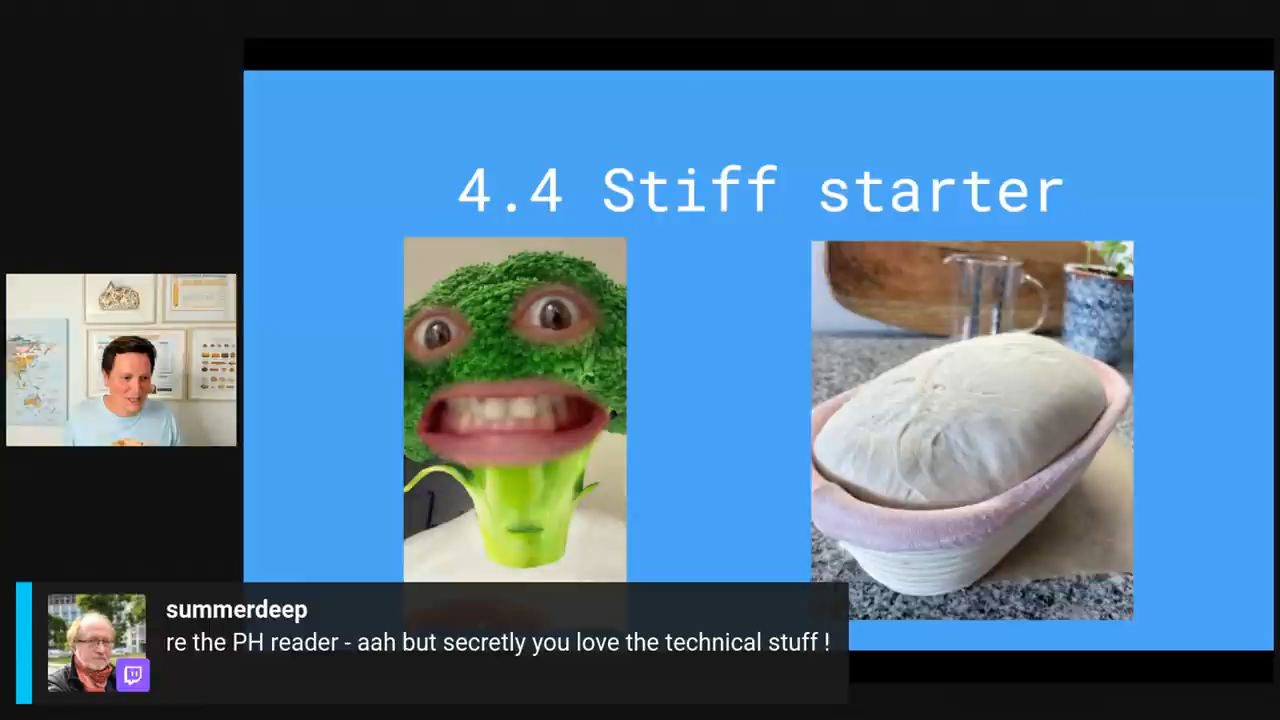 4.4 Stiff starter
summerdeep
re the PH reader - aah but secretly you love the technical stuff !